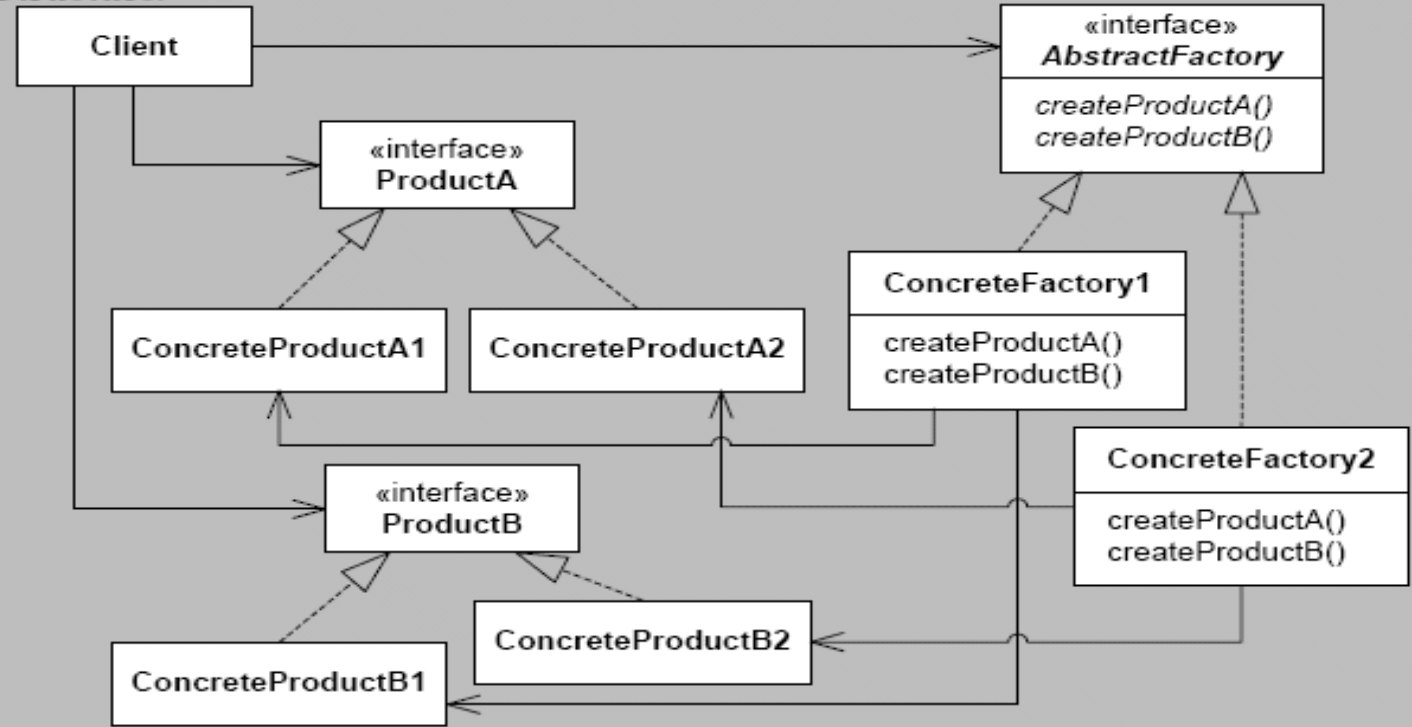 Client
«interface»
AbstractFactory
createProductA()
createProductB()
«interface»
ProductA
ConcreteFactory1
createProductA()
createProductB()
ConcreteProductA1
ConcreteProductA2
ConcreteFactory2
createProductA()
createProductB()
«interface»
ProductB
ConcreteProductB2
ConcreteProductB1